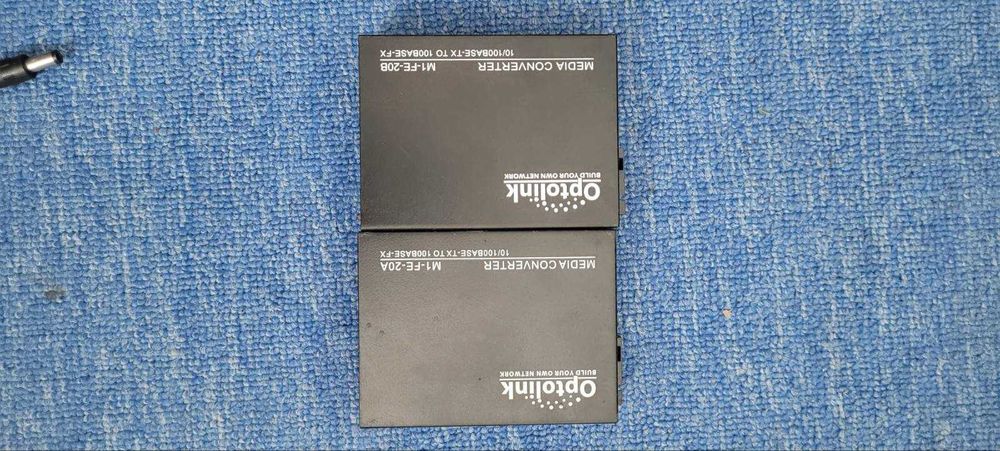 Optolink
BUILD YOUR OWN NETWORK
MEDIA CONVERTER M1-FE-20A
10/100BASE-TX TO 100BASE-FX
Optolink
BUILD YOUR OWN NETWORK
MEDIA CONVERTER M1-FE-20B
10/100BASE-TX TO 100BASE-FX